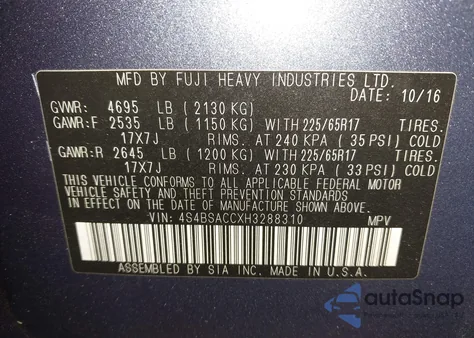 MFD BY FUJI HEAVY INDUSTRIES LTD.
DATE: 10/16
GVWR: 4695 LB (2130 KG)
GAWR:F 2535 LB (1150 KG) WITH 225/65R17 TIRES.
17X7J RIMS. AT 240 KPA (35 PSI) COLD
GAWR:R 2645 LB (1200 KG) WITH 225/65R17 TIRES.
17X7J RIMS. AT 230 KPA (33 PSI) COLD
THIS VEHICLE CONFORMS TO ALL APPLICABLE FEDERAL MOTOR
VEHICLE SAFETY AND THEFT PREVENTION STANDARDS
IN EFFECT ON THE DATE OF MANUFACTURE SHOWN ABOVE.
VIN: 4S4BSACCXH3288310 MPV
ASSEMBLED BY SIA INC. MADE IN U.S.A.
autoSnap